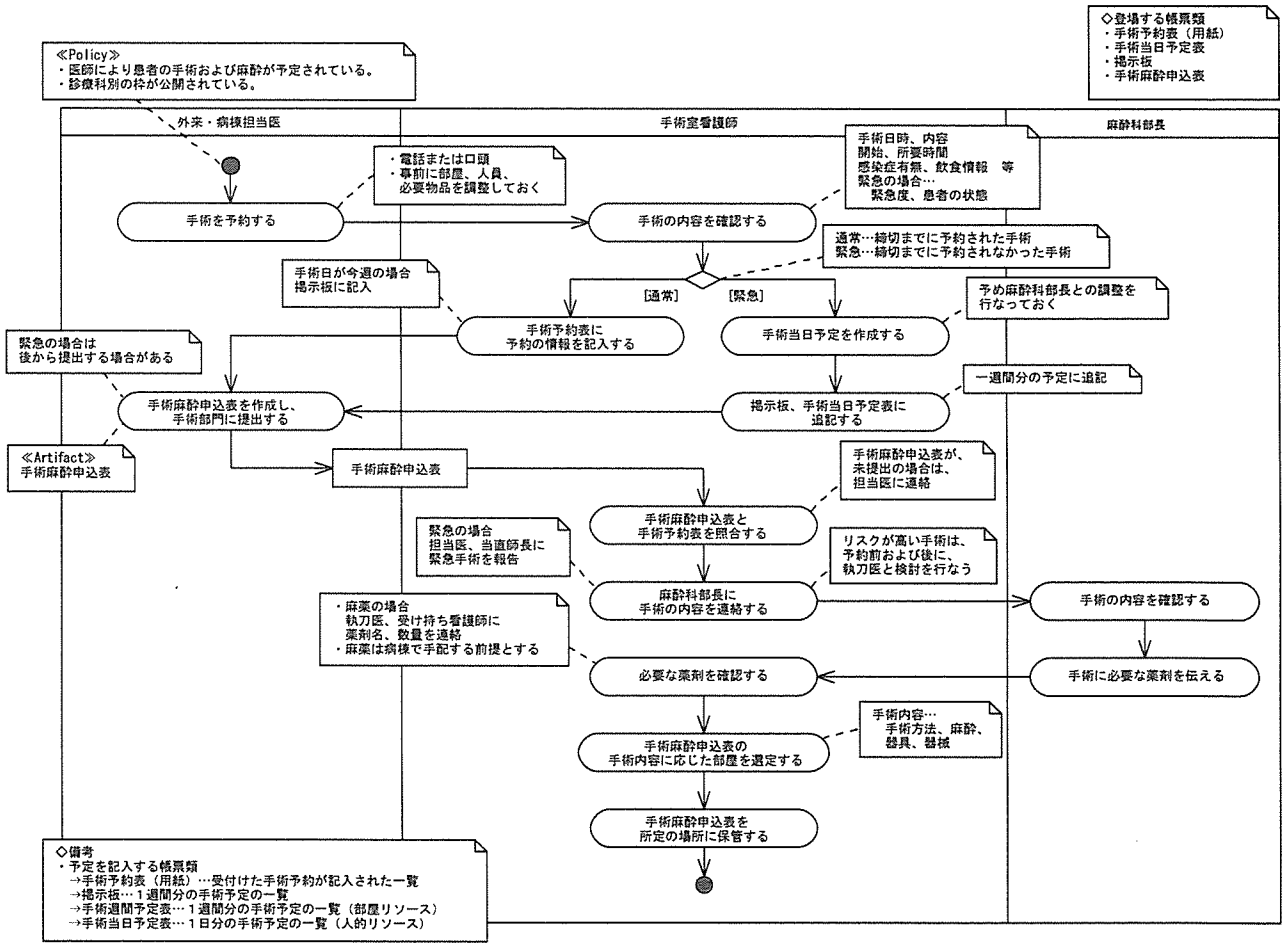 ◇登場する帳票類
・手術予約表（用紙）
・手術当日予定表
・掲示板
・手術麻酔申込表
≪Policy≫
・医師により患者の手術および麻酔が予定されている。
・診療科別の枠が公開されている。
外来・病棟担当医
手術室看護師
麻酔科部長
・電話または口頭
・事前に部屋、人員、
必要物品を調整しておく
手術日時、内容
開始、所要時間
感染症有無、飲食情報　等
緊急の場合…
緊急度、患者の状態
手術を予約する
手術の内容を確認する
通常…締切までに予約された手術
緊急…締切までに予約されなかった手術
手術日が今週の場合
掲示板に記入
[通常]
[緊急]
予め麻酔科部長との調整を
行なっておく
手術予約表に
予約の情報を記入する
手術当日予定を作成する
緊急の場合は
後から提出する場合がある
一週間分の予定に追記
手術麻酔申込表を作成し、
手術部門に提出する
掲示板、手術当日予定表に
追記する
≪Artifact≫
手術麻酔申込表
手術麻酔申込表
手術麻酔申込表が、
未提出の場合は、
担当医に連絡
手術麻酔申込表と
手術予約表を照合する
緊急の場合
担当医、当直師長に
緊急手術を報告
リスクが高い手術は、
予約前および後に、
執刀医と検討を行なう
麻酔科部長に
手術の内容を連絡する
手術の内容を確認する
・麻薬の場合
執刀医、受け持ち看護師に
薬剤名、数量を連絡
・麻薬は病棟で手配する前提とする
必要な薬剤を確認する
手術に必要な薬剤を伝える
手術内容…
手術方法、麻酔、
器具、器械
手術麻酔申込表の
手術内容に応じた部屋を選定する
手術麻酔申込表を
所定の場所に保管する
◇備考
・予定を記入する帳票類
→手術予約表（用紙）…受付けた手術予約が記入された一覧
→掲示板…１週間分の手術予定の一覧
→手術週間予定表…１週間分の手術予定の一覧（部屋リソース）
→手術当日予定表…１日分の手術予定の一覧（人的リソース）